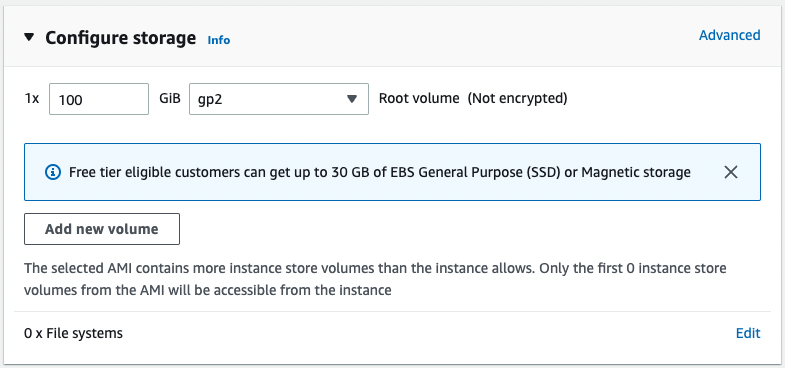 Configure storage Info Advanced
1x 100 GiB gp2 Root volume (Not encrypted)
Free tier eligible customers can get up to 30 GB of EBS General Purpose (SSD) or Magnetic storage
Add new volume
The selected AMI contains more instance store volumes than the instance allows. Only the first 0 instance store
volumes from the AMI will be accessible from the instance
0 x File systems Edit